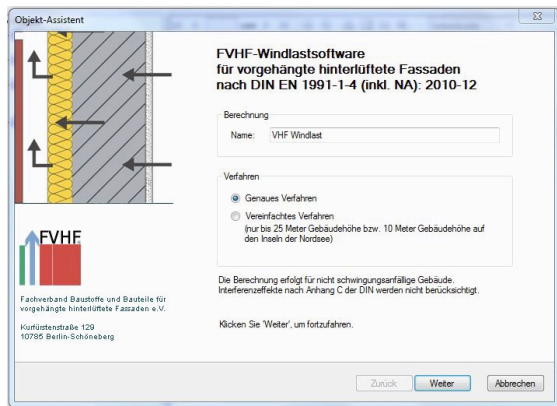 Objekt-Assistent
FVHF-Windlastsoftware
für vorgehängte hinterlüftete Fassaden
nach DIN EN 1991-1-4 (inkl. NA): 2010-12
Berechnung
Name: VHF Windlast
Verfahren
Genaues Verfahren
Vereinfachtes Verfahren
(nur bis 25 Meter Gebäudehöhe bzw. 10 Meter Gebäudehöhe auf
den Inseln der Nordsee)
FVHF
Fachverband Baustoffe und Bauteile für
vorgehängte hinterlüftete Fassaden e.V.
Kurfürstenstraße 129
10785 Berlin-Schöneberg
Die Berechnung erfolgt für nicht schwingungsanfällige Gebäude.
Interferenzeffekte nach Anhang C der DIN werden nicht berücksichtigt.
Klicken Sie 'Weiter', um fortzufahren.
Zurück Weiter Abbrechen